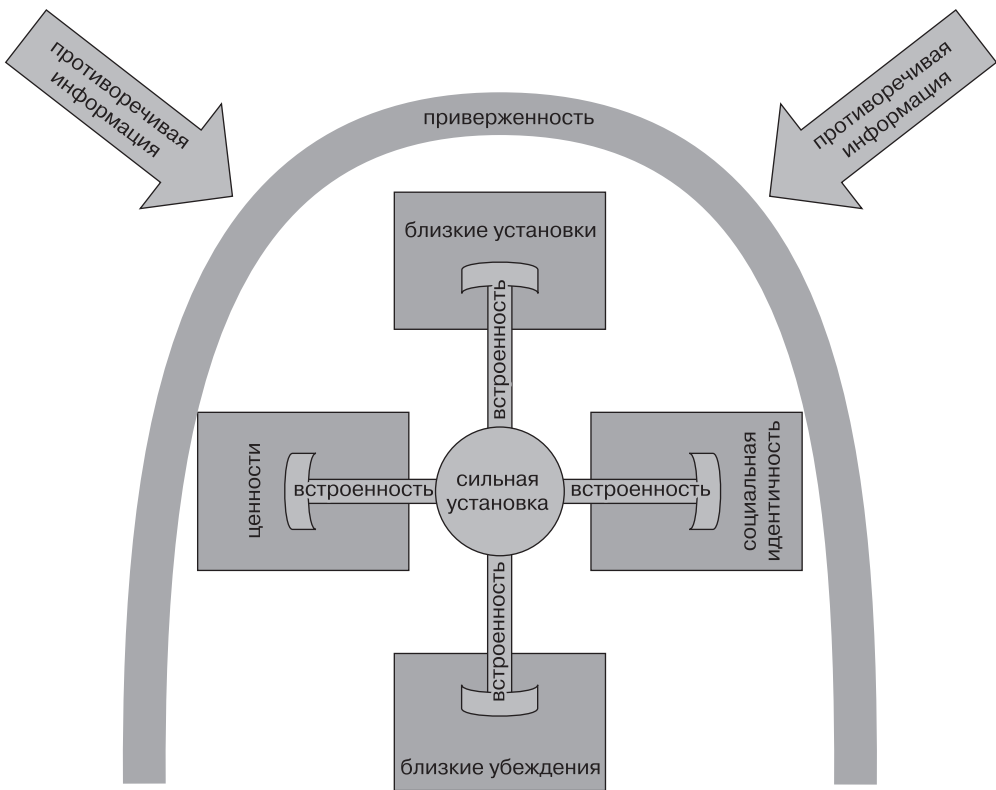 противоречивая
информация
противоречивая
информация
приверженность
близкие установки
встроенность
ценности
встроенность
сильная
установка
встроенность
социальная
идентичность
встроенность
близкие убеждения